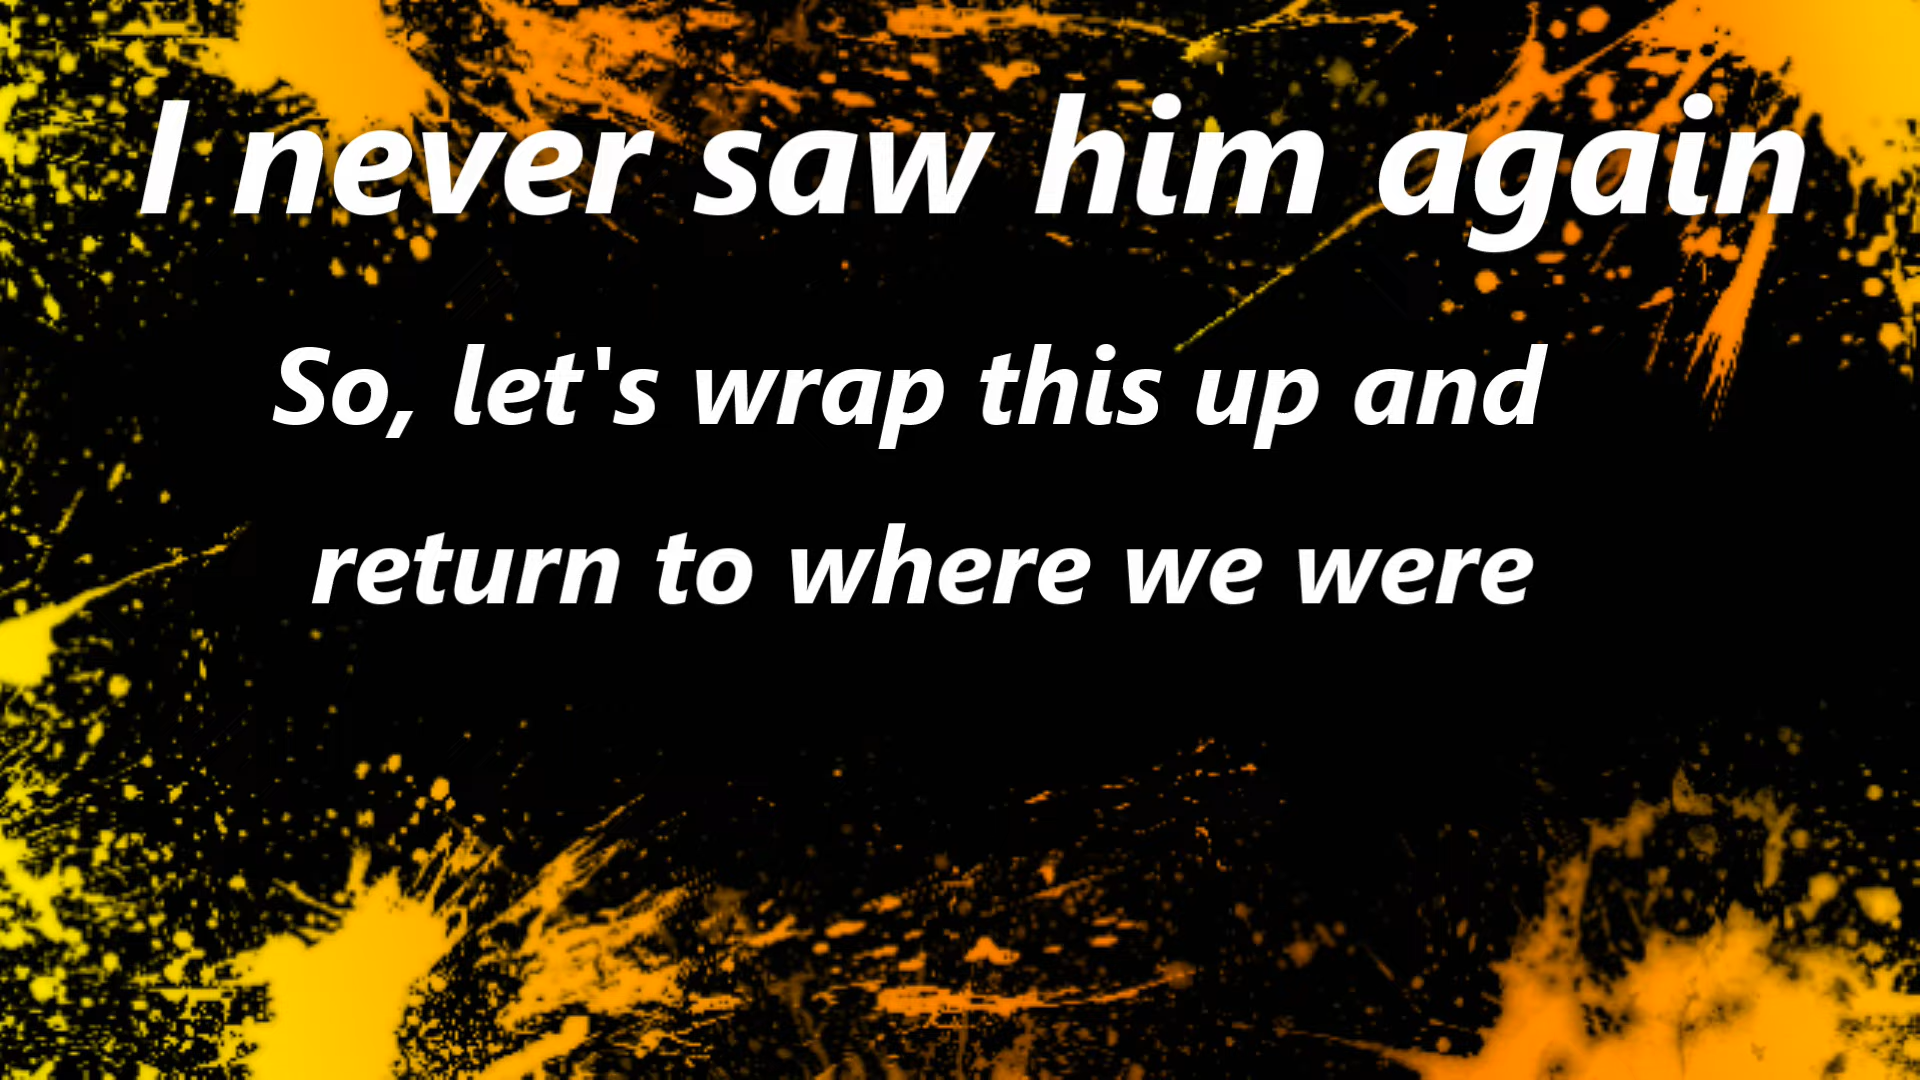 I never saw him again
So, let's wrap this up and
return to where we were